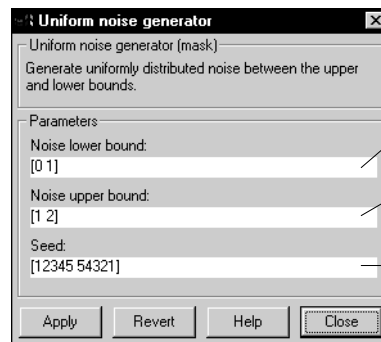 Uniform noise generator
Uniform noise generator (mask)
Generate uniformly distributed noise between the upper
and lower bounds.
Parameters
Noise lower bound:
[0 1]
Noise upper bound:
[1 2]
Seed:
[12345 54321]
Apply Revert Help Close